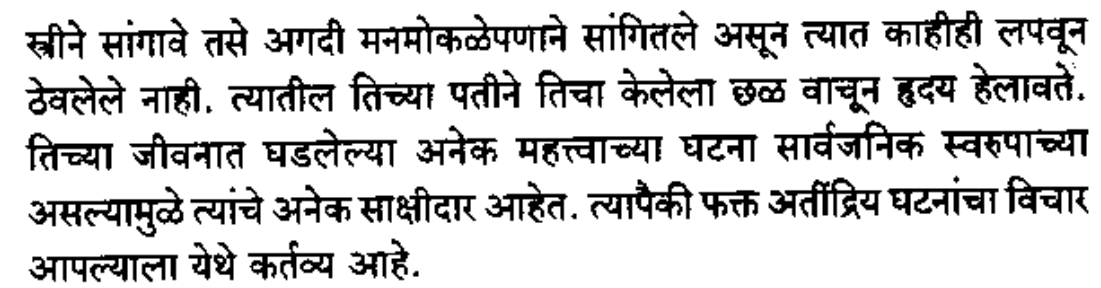 स्त्रीने सांगावे तसे अगदी मनमोकळेपणाने सांगितले असून त्यात काहीही लपवून
ठेवलेले नाही. त्यातील तिच्या पतीने तिचा केलेला छळ वाचून हृदय हेलावते.
तिच्या जीवनात घडलेल्या अनेक महत्त्वाच्या घटना सार्वजनिक स्वरुपाच्या
असल्यामुळे त्यांचे अनेक साक्षीदार आहेत. त्यापैकी फक्त अतींद्रिय घटनांचा विचार
आपल्याला येथे कर्तव्य आहे.